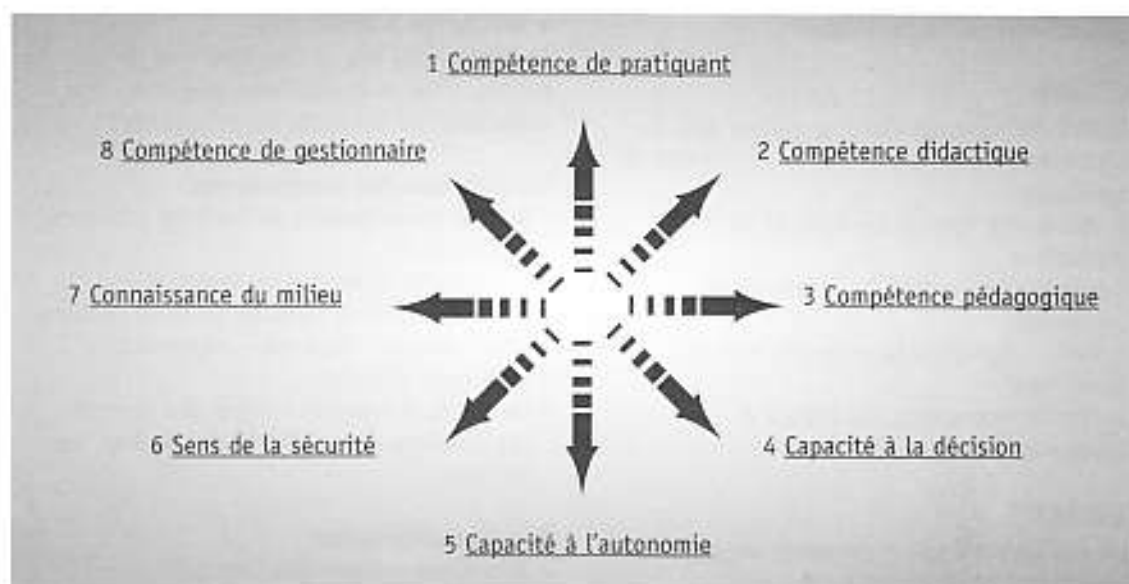 1 Compétence de pratiquant
2 Compétence didactique
3 Compétence pédagogique
4 Capacité à la décision
5 Capacité à l'autonomie
6 Sens de la sécurité
7 Connaissance du milieu
8 Compétence de gestionnaire